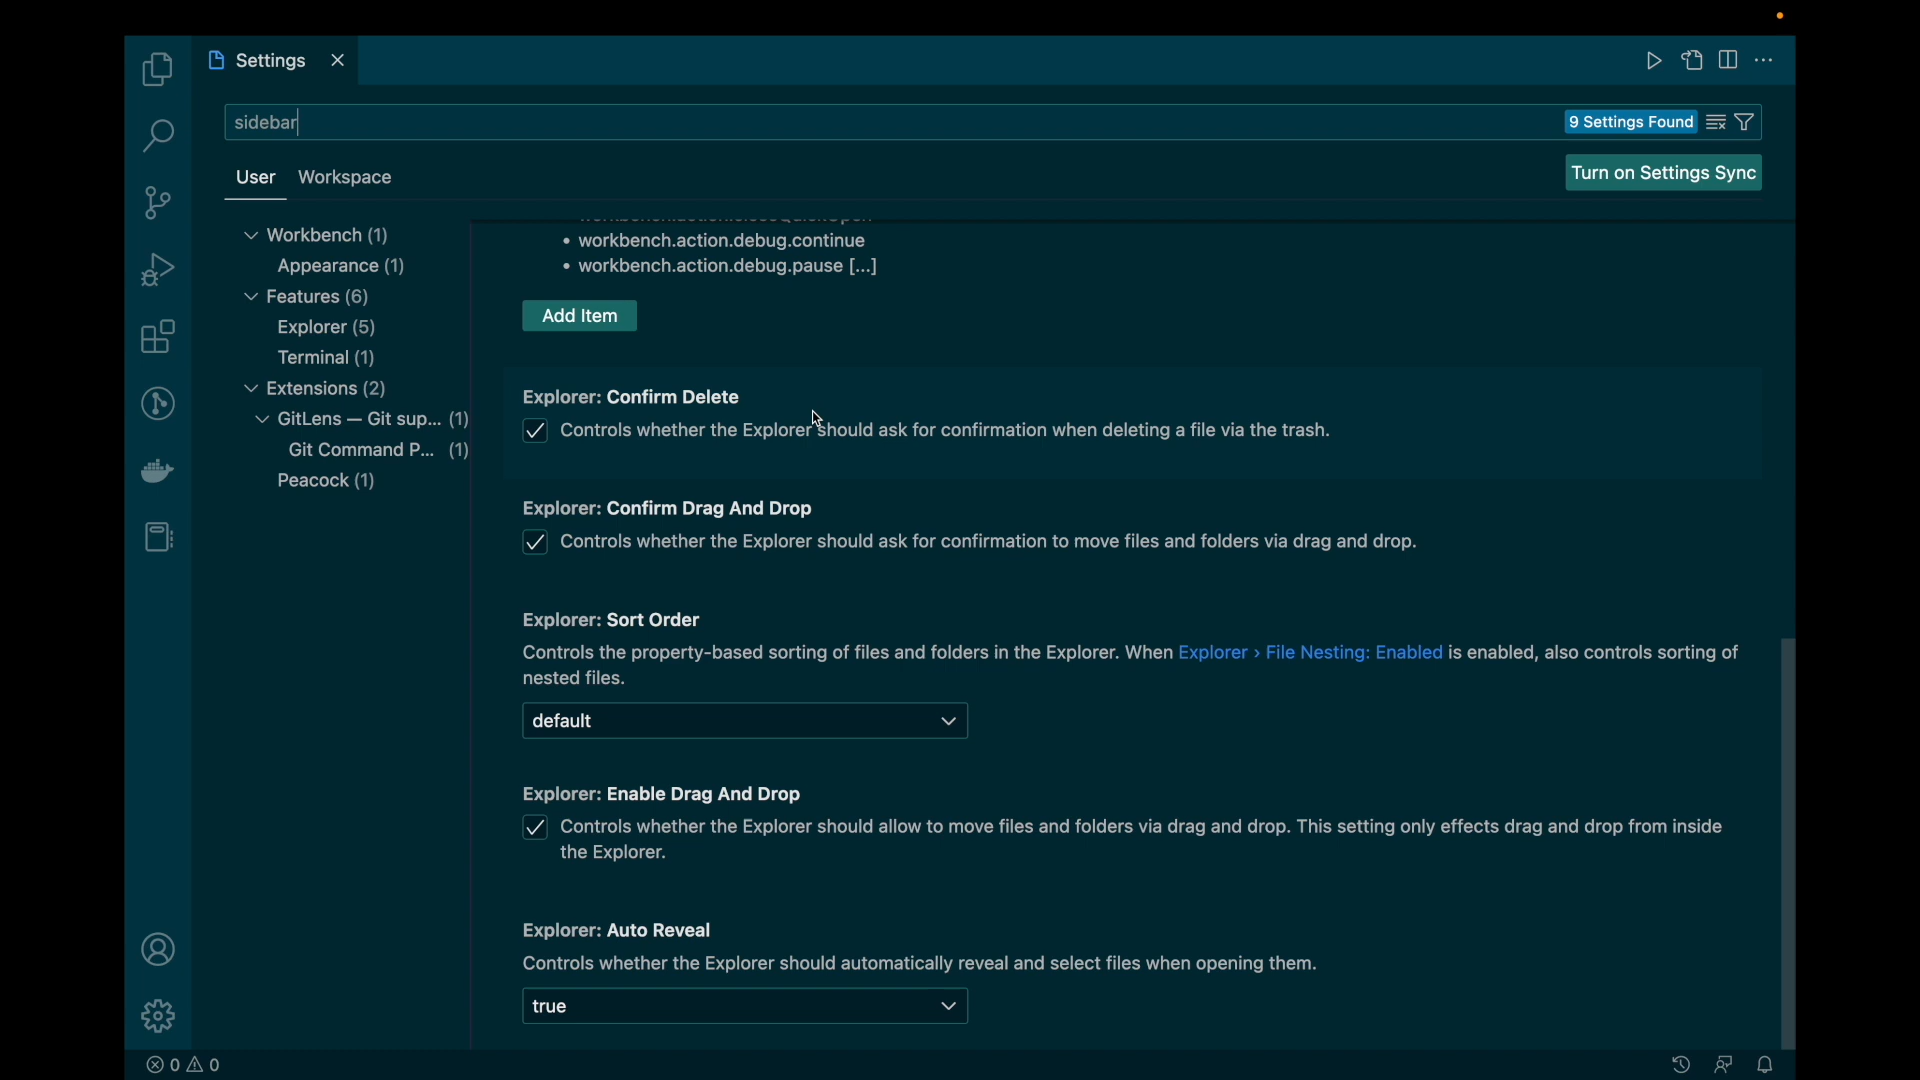 Settings
sidebar
9 Settings Found
User
Workspace
Turn on Settings Sync
Workbench (1)
Appearance (1)
Features (6)
Explorer (5)
Terminal (1)
Extensions (2)
GitLens — Git sup... (1)
Git Command P... (1)
Peacock (1)
• workbench.action.debug.continue
• workbench.action.debug.pause [...]
Add Item
Explorer: Confirm Delete
Controls whether the Explorer should ask for confirmation when deleting a file via the trash.
Explorer: Confirm Drag And Drop
Controls whether the Explorer should ask for confirmation to move files and folders via drag and drop.
Explorer: Sort Order
Controls the property-based sorting of files and folders in the Explorer. When Explorer › File Nesting: Enabled is enabled, also controls sorting of
nested files.
default
Explorer: Enable Drag And Drop
Controls whether the Explorer should allow to move files and folders via drag and drop. This setting only effects drag and drop from inside
the Explorer.
Explorer: Auto Reveal
Controls whether the Explorer should automatically reveal and select files when opening them.
true
0 0